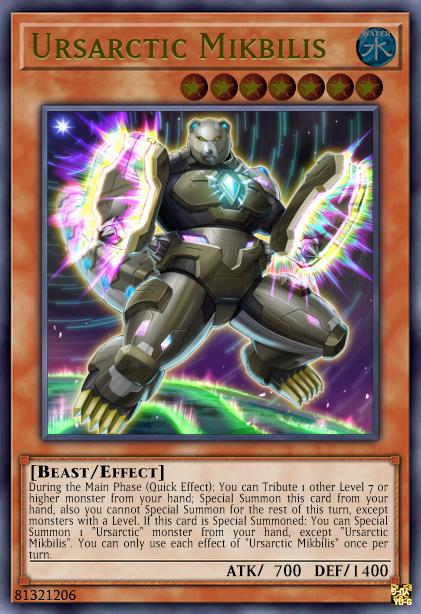 URSARCTIC MIKBILIS
WATER
水
[BEAST/EFFECT]
During the Main Phase (Quick Effect): You can Tribute 1 other Level 7 or
higher monster from your hand; Special Summon this card from your
hand, also you cannot Special Summon for the rest of this turn, except
monsters with a Level. If this card is Special Summoned: You can Special
Summon 1 "Ursarctic" monster from your hand, except "Ursarctic
Mikbilis". You can only use each effect of "Ursarctic Mikbilis" once per
turn.
ATK/ 700 DEF/1400
81321206